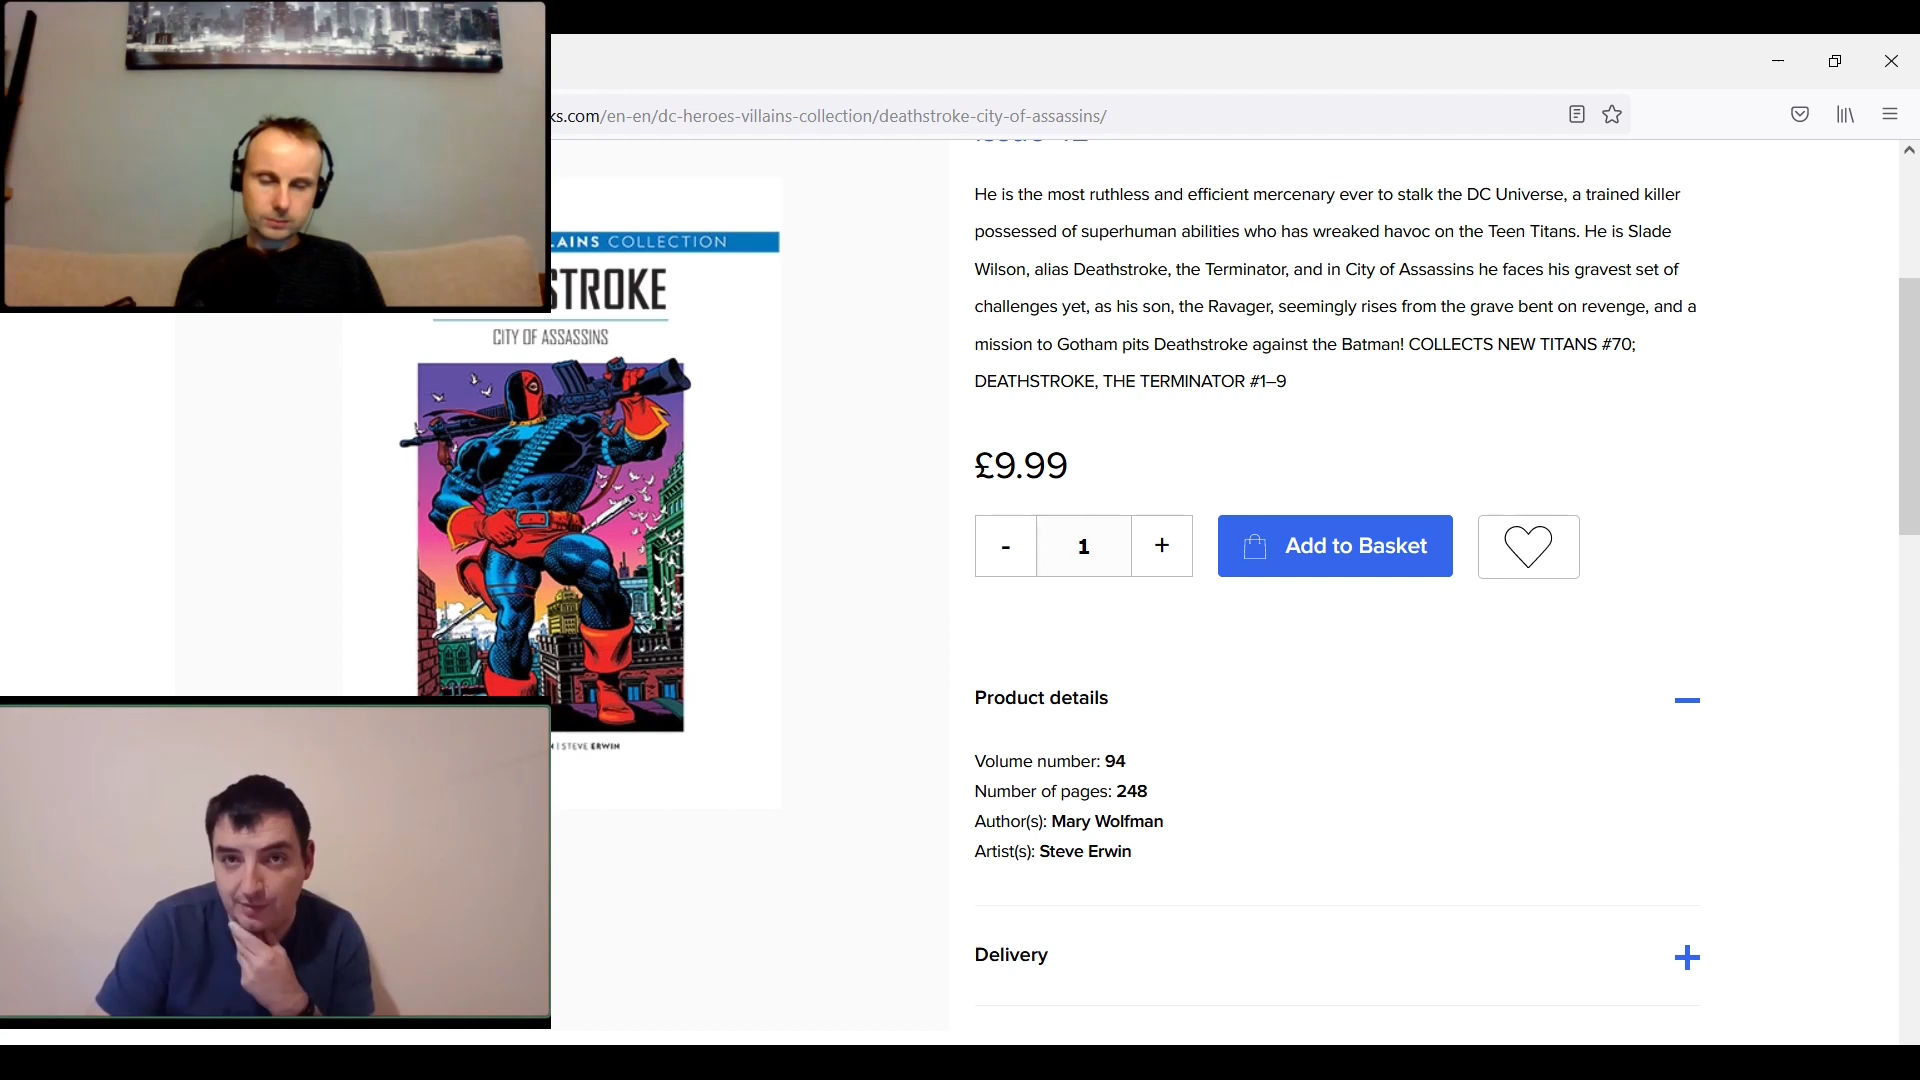 ks.com/en-en/dc-heroes-villains-collection/deathstroke-city-of-assassins/
He is the most ruthless and efficient mercenary ever to stalk the DC Universe, a trained killer
possessed of superhuman abilities who has wreaked havoc on the Teen Titans. He is Slade
Wilson, alias Deathstroke, the Terminator, and in City of Assassins he faces his gravest set of
challenges yet, as his son, the Ravager, seemingly rises from the grave bent on revenge, and a
mission to Gotham pits Deathstroke against the Batman! COLLECTS NEW TITANS #70;
DEATHSTROKE, THE TERMINATOR #1–9
£9.99
- 1 + Add to Basket
Product details
Volume number: 94
Number of pages: 248
Author(s): Mary Wolfman
Artist(s): Steve Erwin
Delivery
LAINS COLLECTION
STROKE
CITY OF ASSASSINS
| STEVE ERWIN